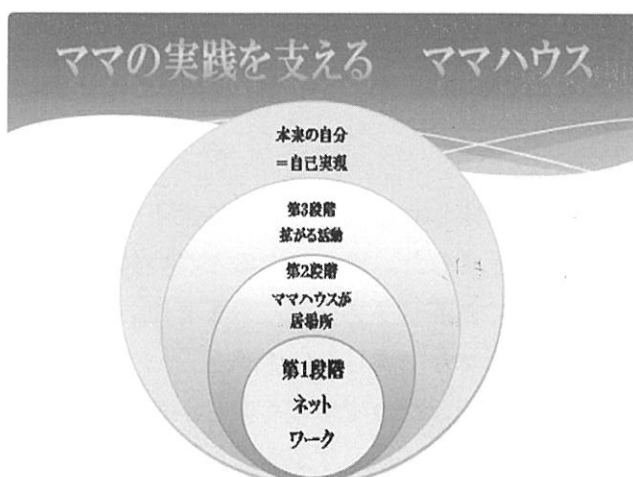 ママの実践を支える　ママハウス
本来の自分
＝自己実現
第3段階
拡がる活動
第2段階
ママハウスが
居場所
第1段階
ネット
ワーク